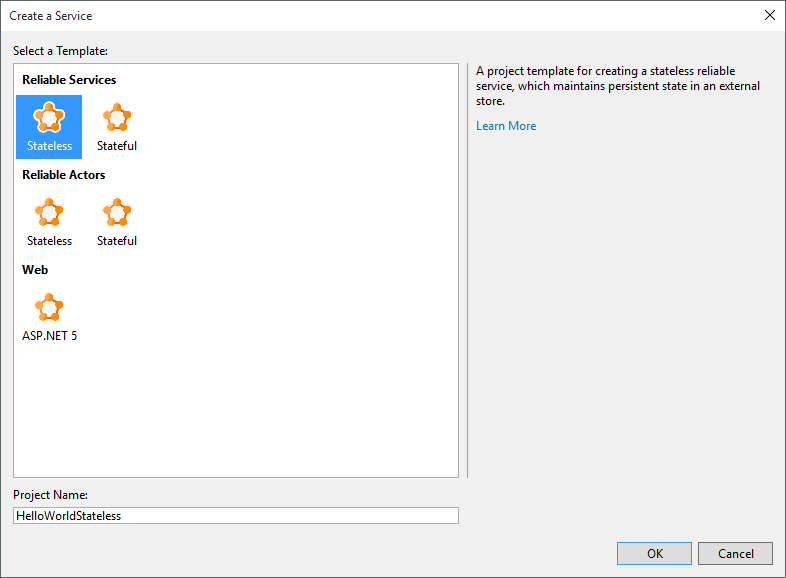 Create a Service
Select a Template:
Reliable Services
Stateless Stateful
Reliable Actors
Stateless Stateful
Web
ASP.NET 5
A project template for creating a stateless reliable
service, which maintains persistent state in an external
store.
Learn More
Project Name:
HelloWorldStateless
OK Cancel